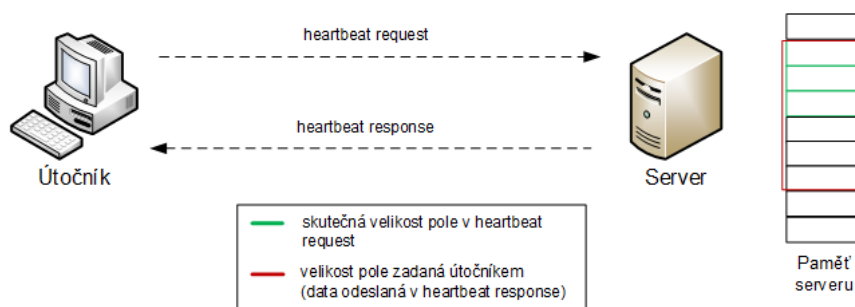 heartbeat request
heartbeat response
Útočník
Server
skutečná velikost pole v heartbeat
request
velikost pole zadaná útočníkem
(data odeslaná v heartbeat response)
Paměť
serveru